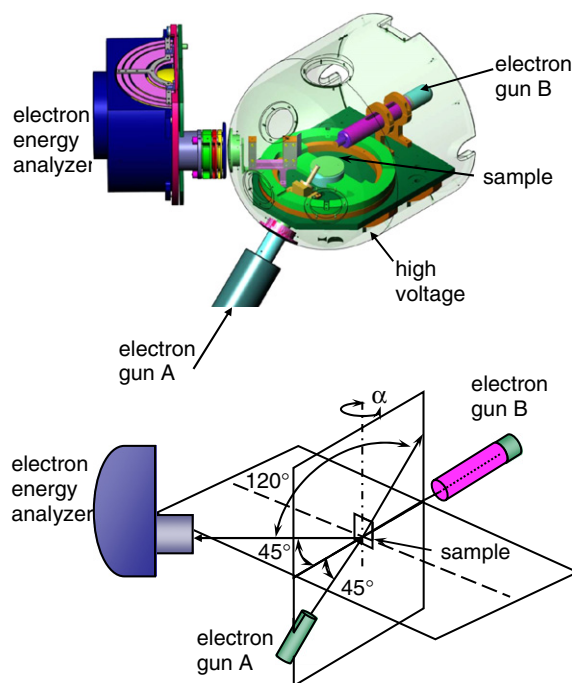 electron
gun B
electron
energy
analyzer
sample
high
voltage
electron
gun A
α
electron
gun B
electron
energy
analyzer
120°
45°
sample
45°
electron
gun A